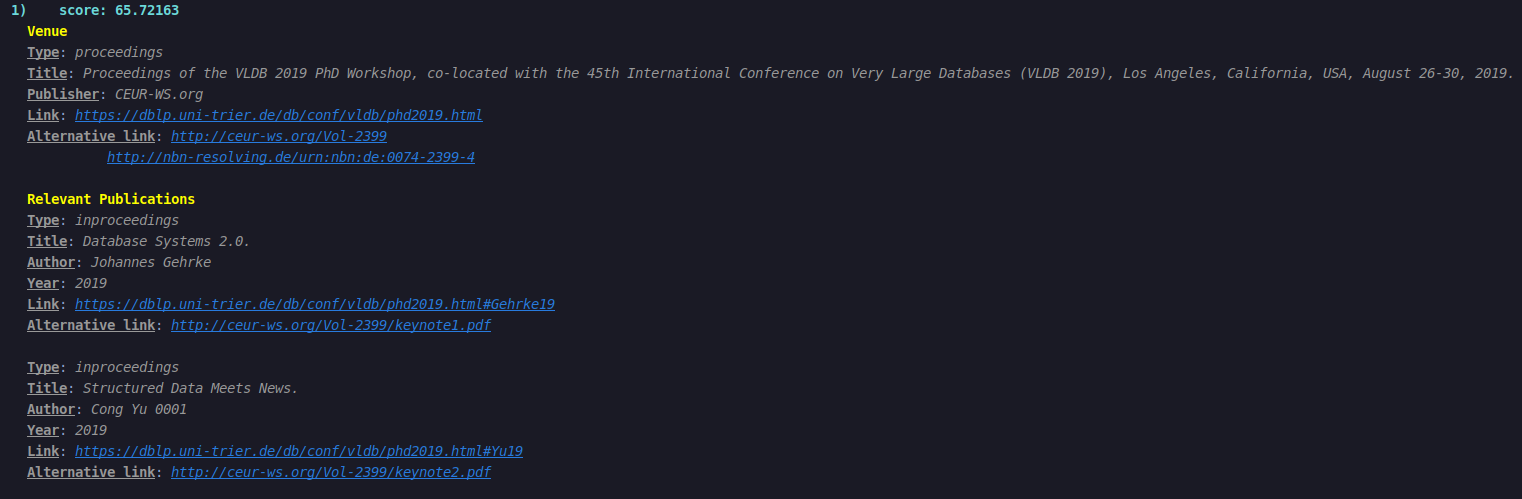 1) score: 65.72163
Venue
Type: proceedings
Title: Proceedings of the VLDB 2019 PhD Workshop, co-located with the 45th International Conference on Very Large Databases (VLDB 2019), Los Angeles, California, USA, August 26-30, 2019.
Publisher: CEUR-WS.org
Link: https://dblp.uni-trier.de/db/conf/vldb/phd2019.html
Alternative link: http://ceur-ws.org/Vol-2399
http://nbn-resolving.de/urn:nbn:de:0074-2399-4
Relevant Publications
Type: inproceedings
Title: Database Systems 2.0.
Author: Johannes Gehrke
Year: 2019
Link: https://dblp.uni-trier.de/db/conf/vldb/phd2019.html#Gehrke19
Alternative link: http://ceur-ws.org/Vol-2399/keynote1.pdf
Type: inproceedings
Title: Structured Data Meets News.
Author: Cong Yu 0001
Year: 2019
Link: https://dblp.uni-trier.de/db/conf/vldb/phd2019.html#Yu19
Alternative link: http://ceur-ws.org/Vol-2399/keynote2.pdf